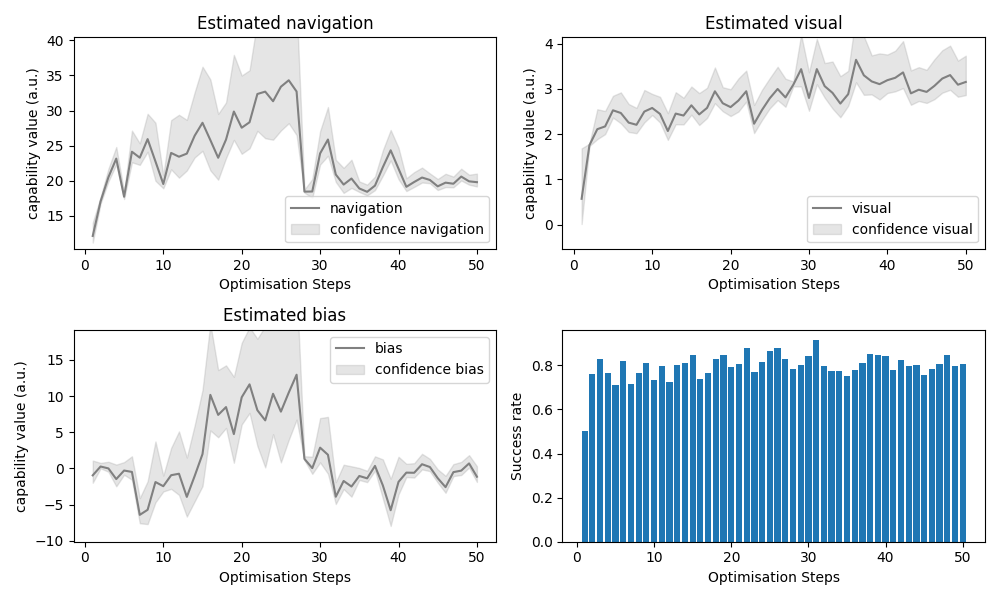 Estimated navigation
capability value (a.u.)
40
35
30
25
20
15
navigation
confidence navigation
0 10 20 30 40 50
Optimisation Steps
Estimated visual
capability value (a.u.)
4
3
2
1
0
visual
confidence visual
0 10 20 30 40 50
Optimisation Steps
Estimated bias
capability value (a.u.)
15
10
5
0
−5
−10
bias
confidence bias
0 10 20 30 40 50
Optimisation Steps
Success rate
0.8
0.6
0.4
0.2
0.0
0 10 20 30 40 50
Optimisation Steps